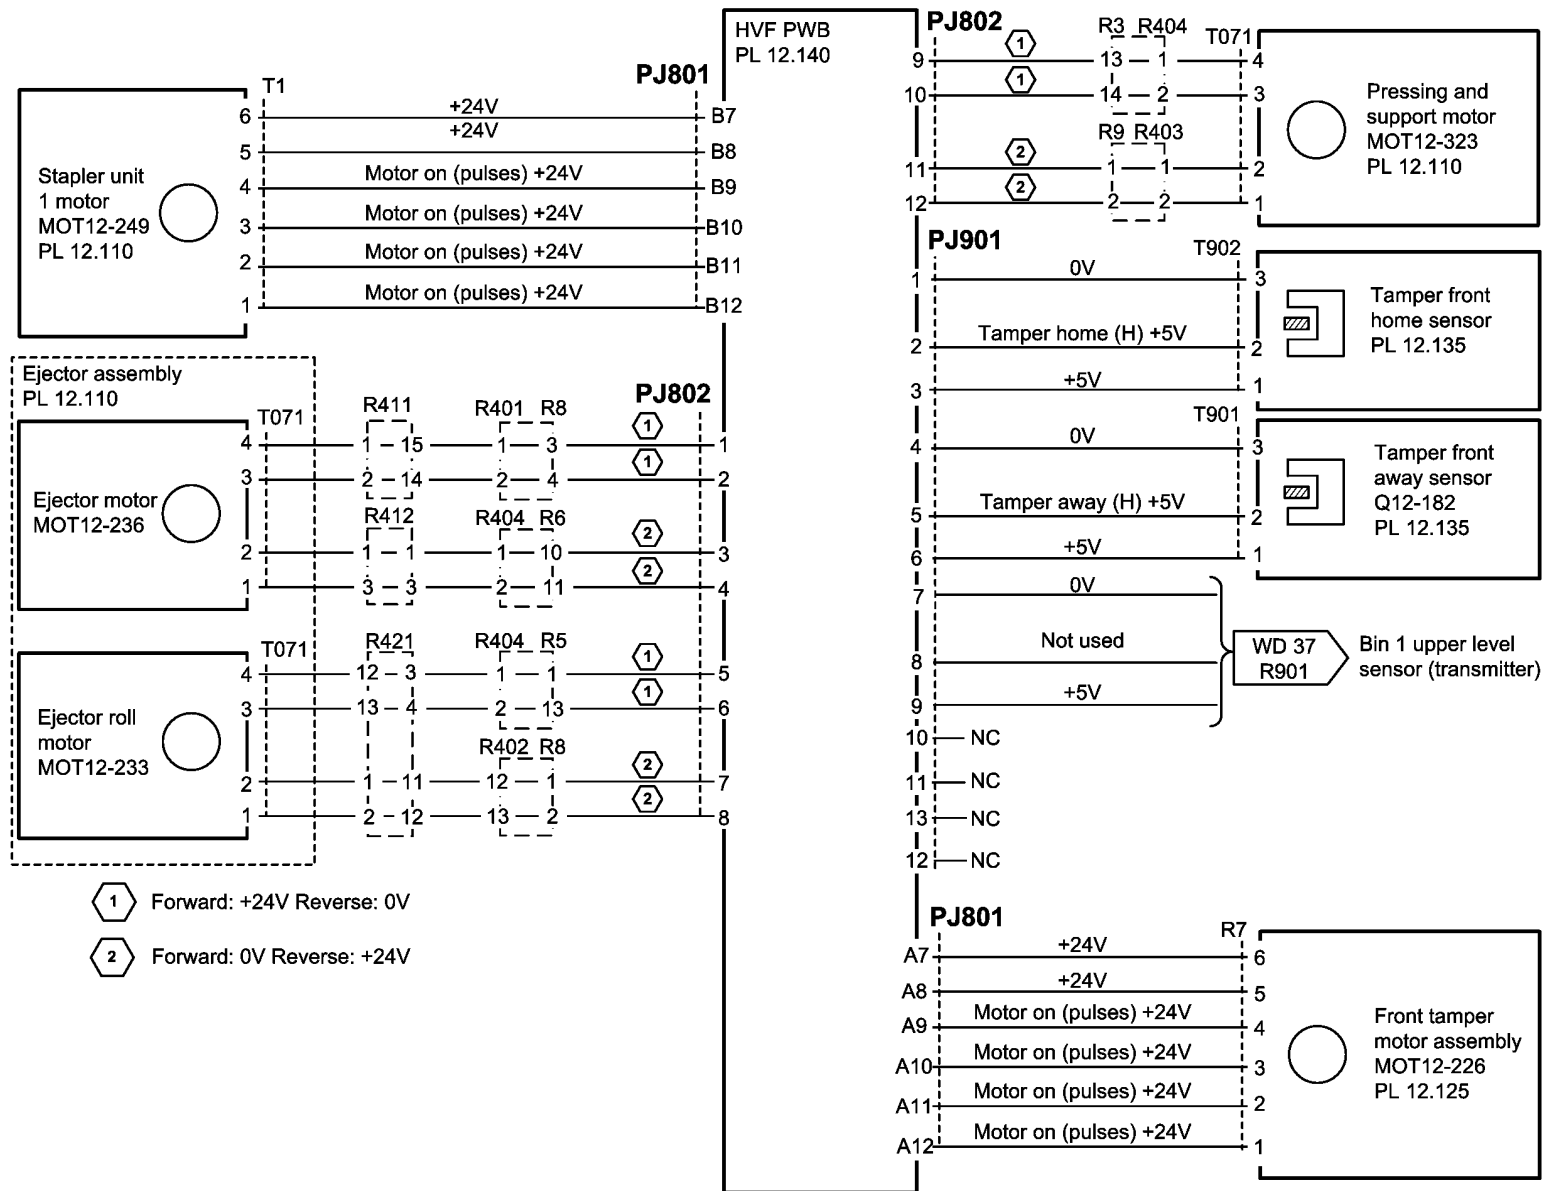 HVF PWB
PL 12.140
PJ801
T1
6 +24V B7
5 +24V B8
4 Motor on (pulses) +24V B9
3 Motor on (pulses) +24V B10
2 Motor on (pulses) +24V B11
1 Motor on (pulses) +24V B12
Stapler unit
1 motor
MOT12-249
PL 12.110
Ejector assembly
PL 12.110
PJ802
T071 R411 R401 R8
4 1 15 1 3 1 1
3 2 14 2 4 1 2
R412 R404 R6
2 1 1 1 10 2 3
1 3 3 2 11 2 4
Ejector motor
MOT12-236
T071 R421 R404 R5
4 12 3 1 1 1 5
3 13 4 2 13 1 6
R402 R8
2 1 11 12 1 2 7
1 2 12 13 2 2 8
Ejector roll
motor
MOT12-233
1 Forward: +24V Reverse: 0V
2 Forward: 0V Reverse: +24V
PJ802
R3 R404 T071
9 1 13 1 4
10 1 14 2 3
R9 R403
11 2 1 1 2
12 2 2 2 1
Pressing and
support motor
MOT12-323
PL 12.110
PJ901
T902
1 0V 3
2 Tamper home (H) +5V 2
3 +5V 1
Tamper front
home sensor
PL 12.135
T901
4 0V 3
5 Tamper away (H) +5V 2
6 +5V 1
Tamper front
away sensor
Q12-182
PL 12.135
7 0V
8 Not used
9 +5V
WD 37
R901
Bin 1 upper level
sensor (transmitter)
10 NC
11 NC
13 NC
12 NC
PJ801
R7
A7 +24V 6
A8 +24V 5
A9 Motor on (pulses) +24V 4
A10 Motor on (pulses) +24V 3
A11 Motor on (pulses) +24V 2
A12 Motor on (pulses) +24V 1
Front tamper
motor assembly
MOT12-226
PL 12.125